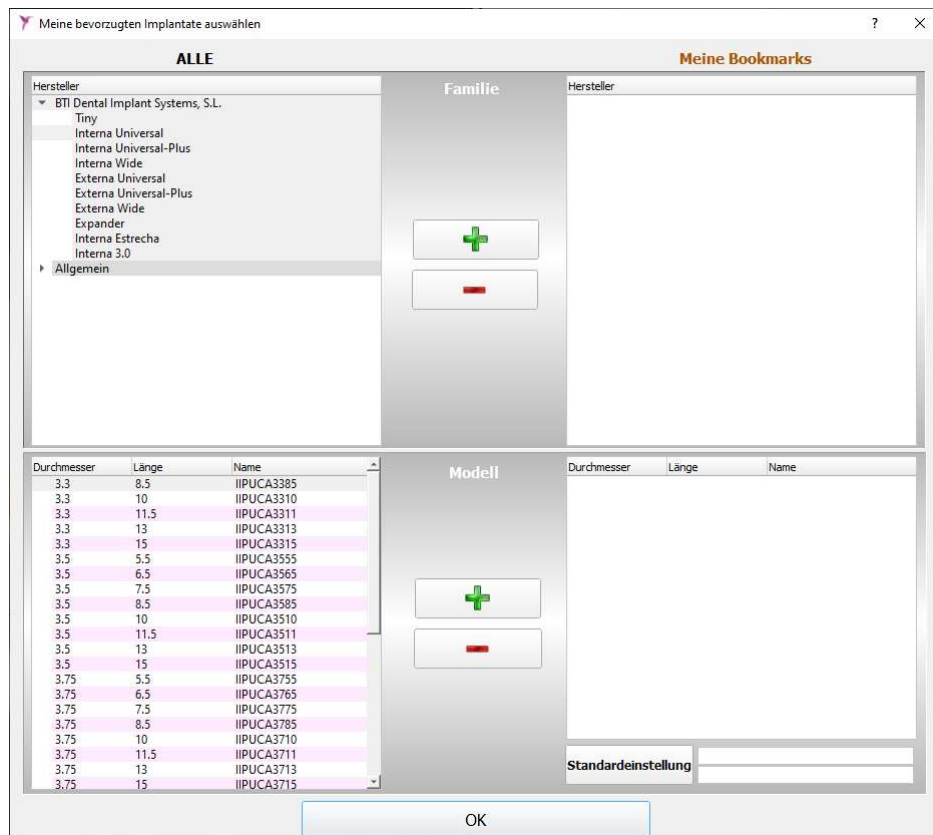 Meine bevorzugten Implantate auswählen ?
ALLE
Meine Bookmarks
Hersteller
BTI Dental Implant Systems, S.L.
Tiny
Interna Universal
Interna Universal-Plus
Interna Wide
Externa Universal
Externa Universal-Plus
Externa Wide
Expander
Interna Estrecha
Interna 3.0
Allgemein
Familie
Hersteller
Durchmesser Länge Name
3.3 8.5 IIPUCA3385
3.3 10 IIPUCA3310
3.3 11.5 IIPUCA3311
3.3 13 IIPUCA3313
3.3 15 IIPUCA3315
3.5 5.5 IIPUCA3555
3.5 6.5 IIPUCA3565
3.5 7.5 IIPUCA3575
3.5 8.5 IIPUCA3585
3.5 10 IIPUCA3510
3.5 11.5 IIPUCA3511
3.5 13 IIPUCA3513
3.5 15 IIPUCA3515
3.75 5.5 IIPUCA3755
3.75 6.5 IIPUCA3765
3.75 7.5 IIPUCA3775
3.75 8.5 IIPUCA3785
3.75 10 IIPUCA3710
3.75 11.5 IIPUCA3711
3.75 13 IIPUCA3713
3.75 15 IIPUCA3715
Modell
Durchmesser Länge Name
Standardeinstellung
OK